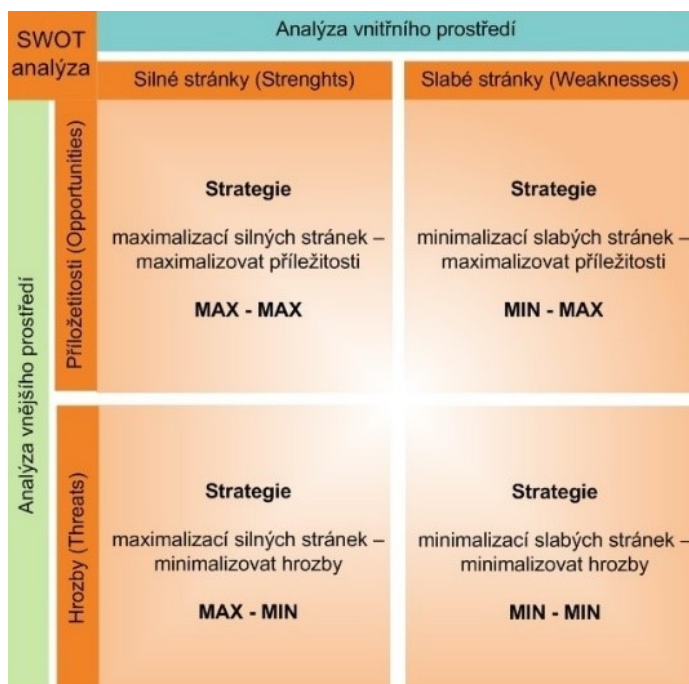 SWOT
analýza
Analýza vnitřního prostředí
Silné stránky (Strenghts)
Slabé stránky (Weaknesses)
Analýza vnějšího prostředí
Přiložetitosti (Opportunities)
Strategie
maximalizací silných stránek –
maximalizovat příležitosti
MAX - MAX
Strategie
minimalizací slabých stránek –
maximalizovat příležitosti
MIN - MAX
Hrozby (Threats)
Strategie
maximalizací silných stránek –
minimalizovat hrozby
MAX - MIN
Strategie
minimalizací slabých stránek –
minimalizovat hrozby
MIN - MIN